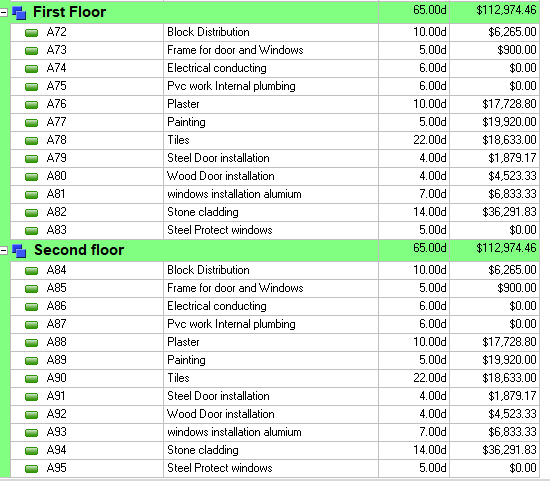 First Floor 65.00d $112,974.46
A72 Block Distribution 10.00d $6,265.00
A73 Frame for door and Windows 5.00d $900.00
A74 Electrical conducting 6.00d $0.00
A75 Pvc work Internal plumbing 6.00d $0.00
A76 Plaster 10.00d $17,728.80
A77 Painting 5.00d $19,920.00
A78 Tiles 22.00d $18,633.00
A79 Steel Door installation 4.00d $1,879.17
A80 Wood Door installation 4.00d $4,523.33
A81 windows installation alumium 7.00d $6,833.33
A82 Stone cladding 14.00d $36,291.83
A83 Steel Protect windows 5.00d $0.00
Second floor 65.00d $112,974.46
A84 Block Distribution 10.00d $6,265.00
A85 Frame for door and Windows 5.00d $900.00
A86 Electrical conducting 6.00d $0.00
A87 Pvc work Internal plumbing 6.00d $0.00
A88 Plaster 10.00d $17,728.80
A89 Painting 5.00d $19,920.00
A90 Tiles 22.00d $18,633.00
A91 Steel Door installation 4.00d $1,879.17
A92 Wood Door installation 4.00d $4,523.33
A93 windows installation alumium 7.00d $6,833.33
A94 Stone cladding 14.00d $36,291.83
A95 Steel Protect windows 5.00d $0.00